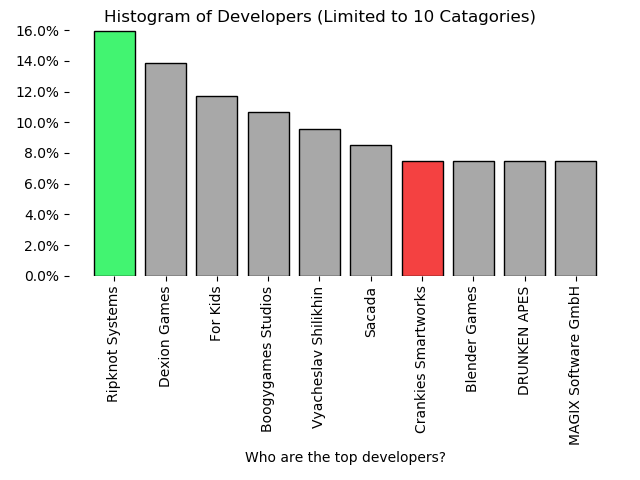 Histogram of Developers (Limited to 10 Catagories)
16.0%
14.0%
12.0%
10.0%
8.0%
6.0%
4.0%
2.0%
0.0%
Ripknot Systems
Dexion Games
For Kids
Boogygames Studios
Vyacheslav Shilikhin
Sacada
Crankies Smartworks
Blender Games
DRUNKEN APES
MAGIX Software GmbH
Who are the top developers?